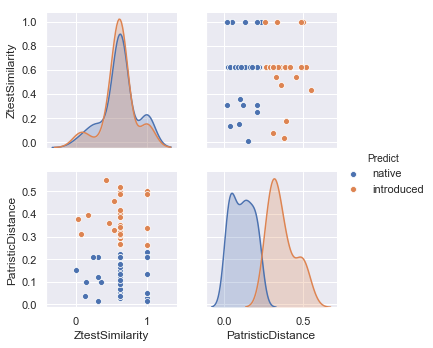 ZtestSimilarity
1.0
0.8
0.6
0.4
0.2
0.0
Predict
native
introduced
PatristicDistance
0.5
0.4
0.3
0.2
0.1
0.0
0 1
ZtestSimilarity
0.0 0.5
PatristicDistance